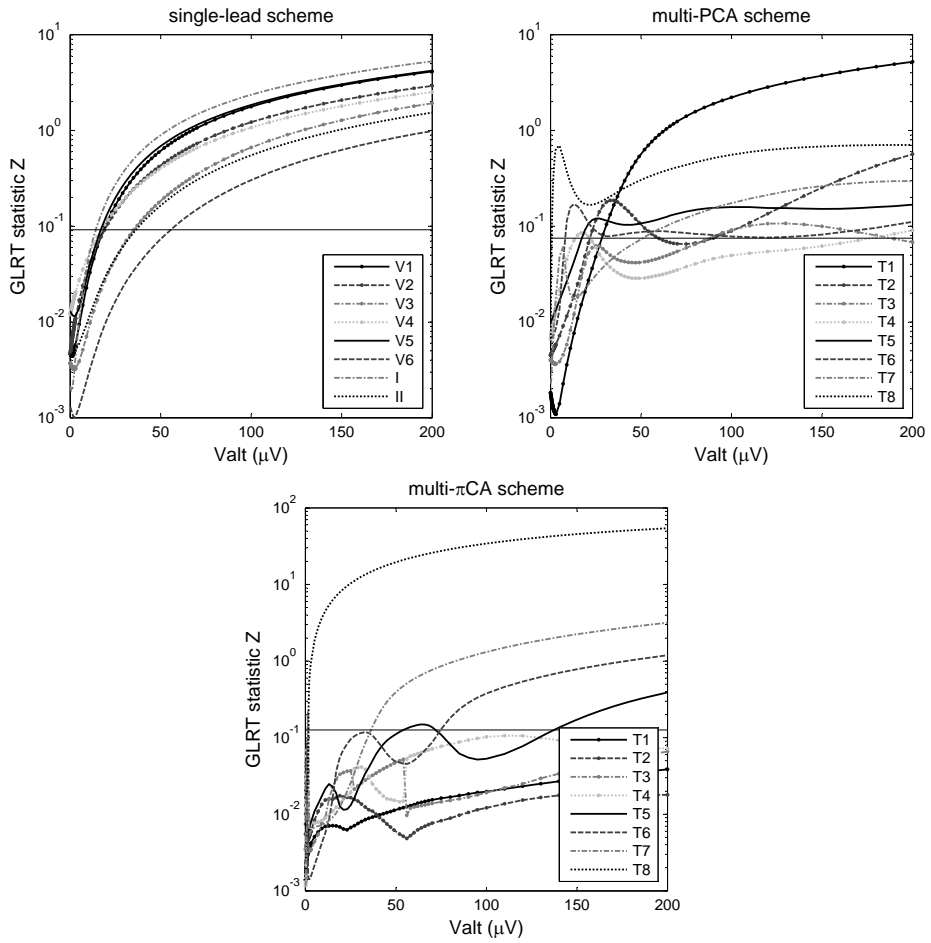 single-lead scheme
GLRT statistic Z
10^1
10^0
10^-1
10^-2
10^-3
0 50 100 150 200
Valt (μV)
V1
V2
V3
V4
V5
V6
I
II
multi-PCA scheme
GLRT statistic Z
10^1
10^0
10^-1
10^-2
10^-3
0 50 100 150 200
Valt (μV)
T1
T2
T3
T4
T5
T6
T7
T8
multi-πCA scheme
GLRT statistic Z
10^2
10^1
10^0
10^-1
10^-2
10^-3
0 50 100 150 200
Valt (μV)
T1
T2
T3
T4
T5
T6
T7
T8